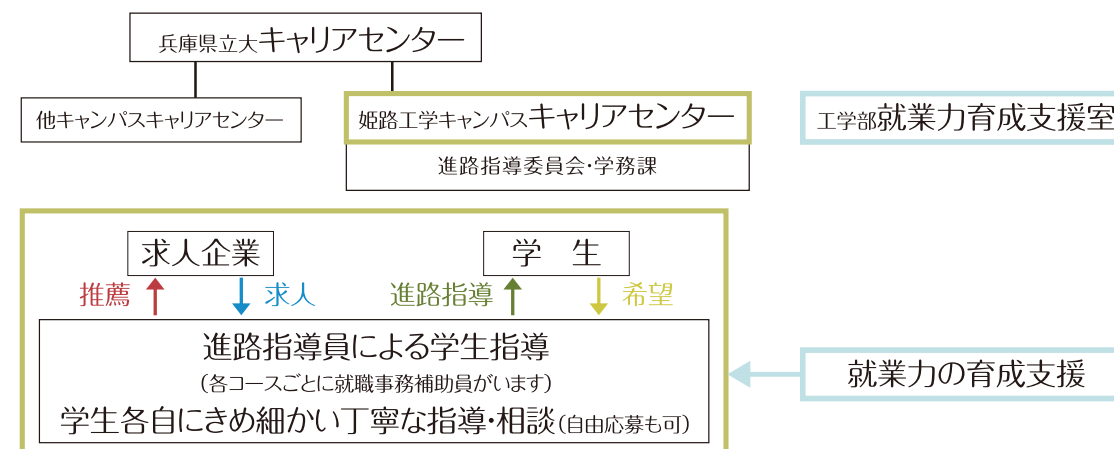 兵庫県立大キャリアセンター
他キャンパスキャリアセンター
姫路工学キャンパスキャリアセンター
工学部就業力育成支援室
進路指導委員会・学務課
求人企業
学 生
推薦
求人
進路指導
希望
進路指導員による学生指導
（各コースごとに就職事務補助員がいます）
学生各自にきめ細かい丁寧な指導・相談（自由応募も可）
就業力の育成支援